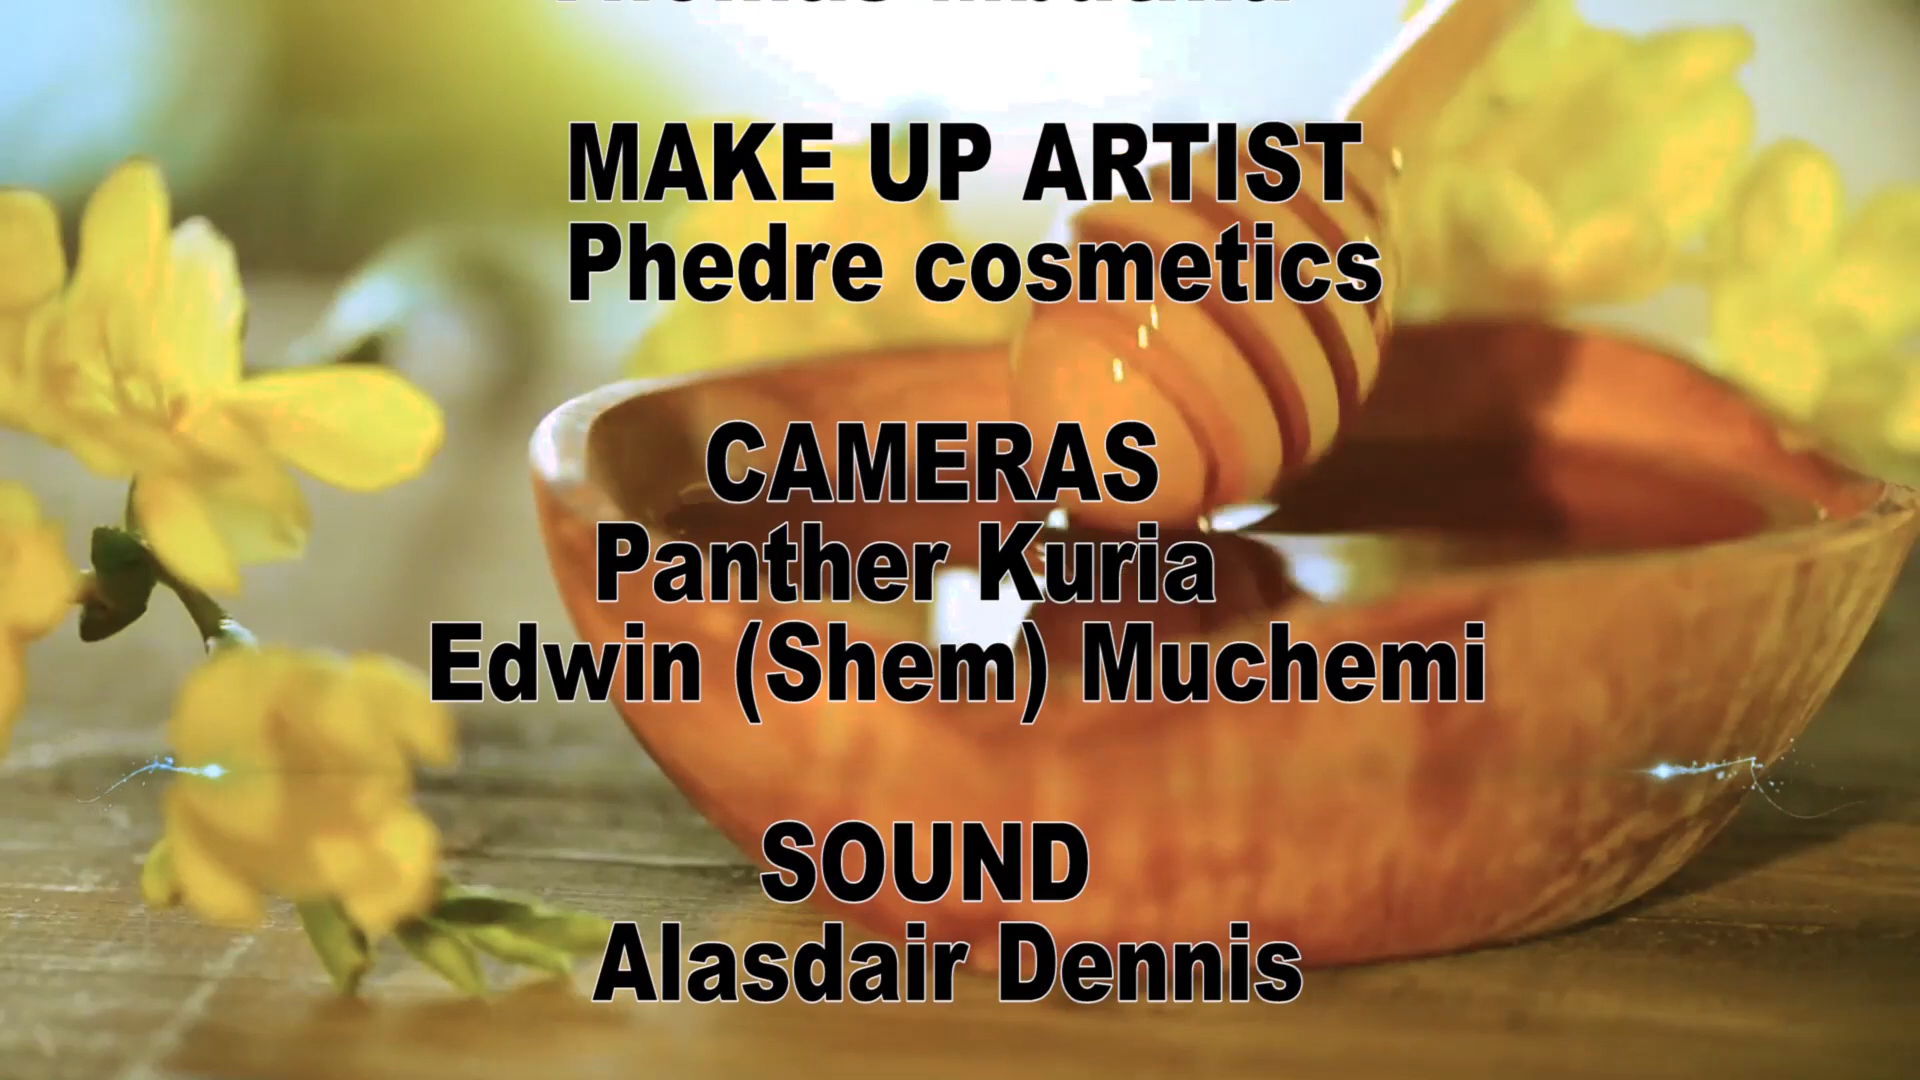 MAKE UP ARTIST
Phedre cosmetics
CAMERAS
Panther Kuria
Edwin (Shem) Muchemi
SOUND
Alasdair Dennis